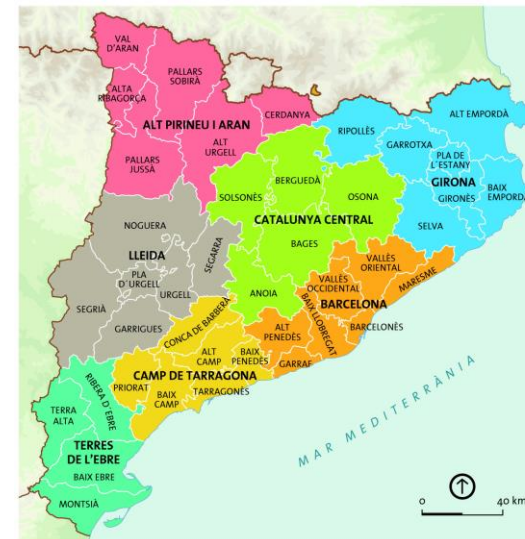 VAL
D'ARAN
PALLARS
SOBIRÀ
ALTA
RIBAGORÇA
ALT PIRINEU I ARAN
CERDANYA
ALT
URGELL
PALLARS
JUSSÀ
RIPOLLÈS
ALT EMPORDÀ
GARROTXA
PLA DE
L'ESTANY
GIRONA
GIRONÈS
BAIX
EMPORDÀ
SELVA
BERGUEDÀ
SOLSONÈS
OSONA
CATALUNYA CENTRAL
BAGES
ANOIA
NOGUERA
LLEIDA
SEGARRA
PLA
D'URGELL
URGELL
SEGRIÀ
GARRIGUES
VALLÈS
ORIENTAL
VALLÈS
OCCIDENTAL
MARESME
BARCELONA
BAIX LLOBREGAT
BARCELONÈS
ALT
PENEDÈS
GARRAF
CONCA DE BARBERÀ
ALT
CAMP
BAIX
PENEDÈS
CAMP DE TARRAGONA
PRIORAT
BAIX
CAMP
TARRAGONÈS
RIBERA D'EBRE
TERRA
ALTA
TERRES
DE L'EBRE
BAIX EBRE
MONTSIÀ
MAR MEDITERRÀNIA
0 40 km